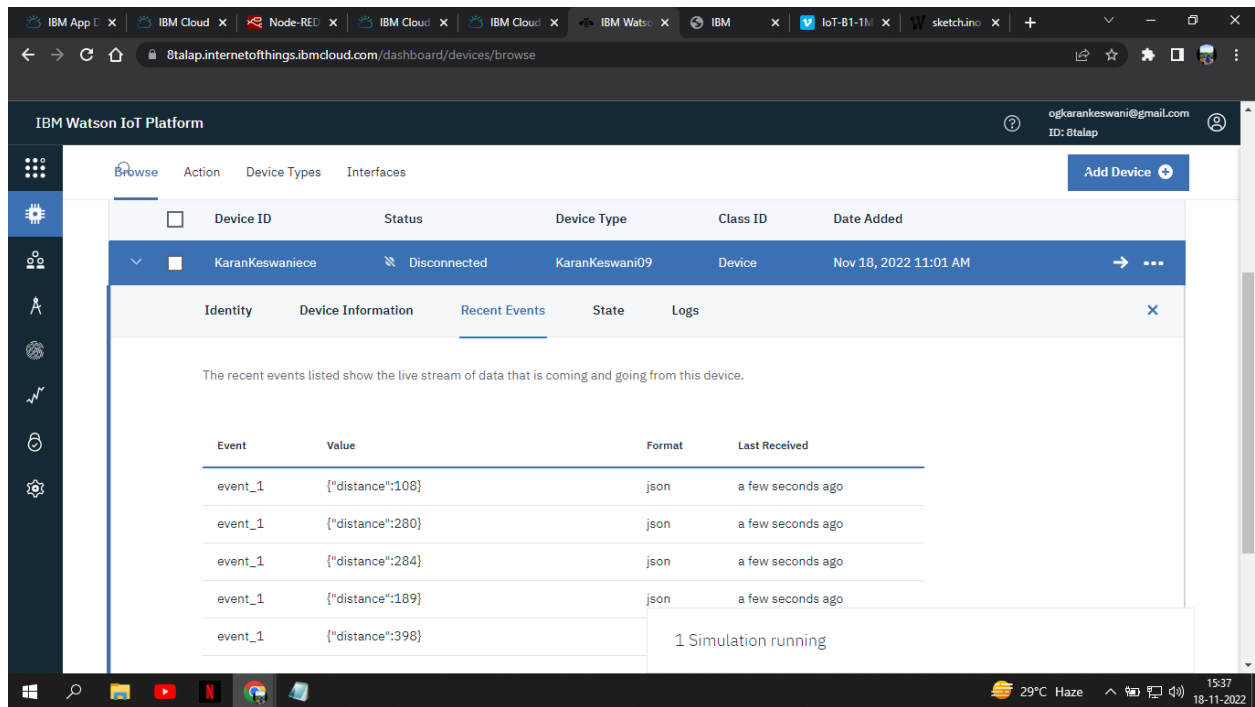 IBM App D
IBM Cloud
Node-RED
IBM Cloud
IBM Cloud
IBM Watso
IBM
IoT-B1-1M
sketch.ino
8talap.internetofthings.ibmcloud.com/dashboard/devices/browse
IBM Watson IoT Platform
ogkarankeswani@gmail.com
ID: 8talap
Browse Action Device Types Interfaces
Add Device
Device ID Status Device Type Class ID Date Added
KaranKeswaniece Disconnected KaranKeswani09 Device Nov 18, 2022 11:01 AM
Identity Device Information Recent Events State Logs
The recent events listed show the live stream of data that is coming and going from this device.
Event Value Format Last Received
event_1 {"distance":108} json a few seconds ago
event_1 {"distance":280} json a few seconds ago
event_1 {"distance":284} json a few seconds ago
event_1 {"distance":189} json a few seconds ago
event_1 {"distance":398}
1 Simulation running
29°C Haze
15:37
18-11-2022